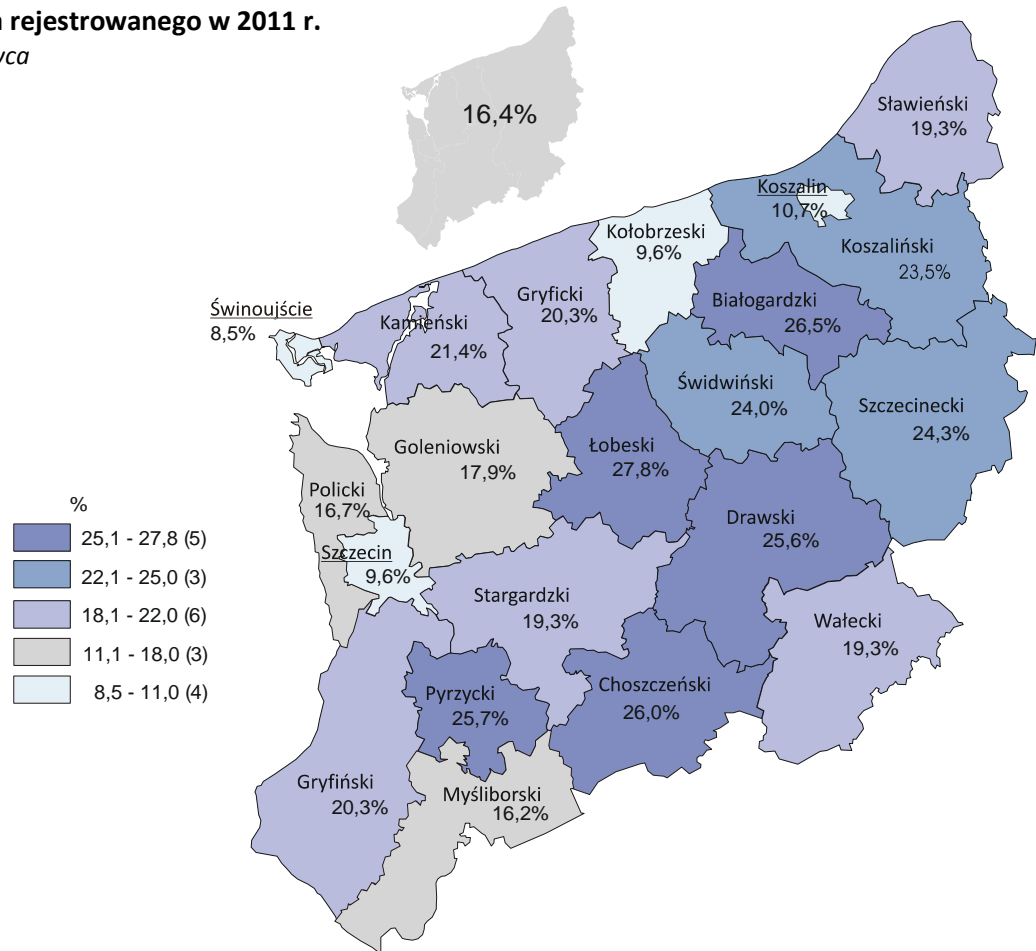 rejestrowanego w 2011 r.
16,4%
Sławieński
19,3%
Koszalin
10,7%
Kołobrzeski
9,6%
Koszaliński
23,5%
Białogardzki
26,5%
Gryficki
20,3%
Świnoujście
8,5%
Kamieński
21,4%
Świdwiński
24,0%
Szczecinecki
24,3%
Goleniowski
17,9%
Łobeski
27,8%
Policki
16,7%
Drawski
25,6%
Szczecin
9,6%
Stargardzki
19,3%
Wałecki
19,3%
Pyrzycki
25,7%
Choszczeński
26,0%
Gryfiński
20,3%
Myśliborski
16,2%
%
25,1 - 27,8 (5)
22,1 - 25,0 (3)
18,1 - 22,0 (6)
11,1 - 18,0 (3)
8,5 - 11,0 (4)